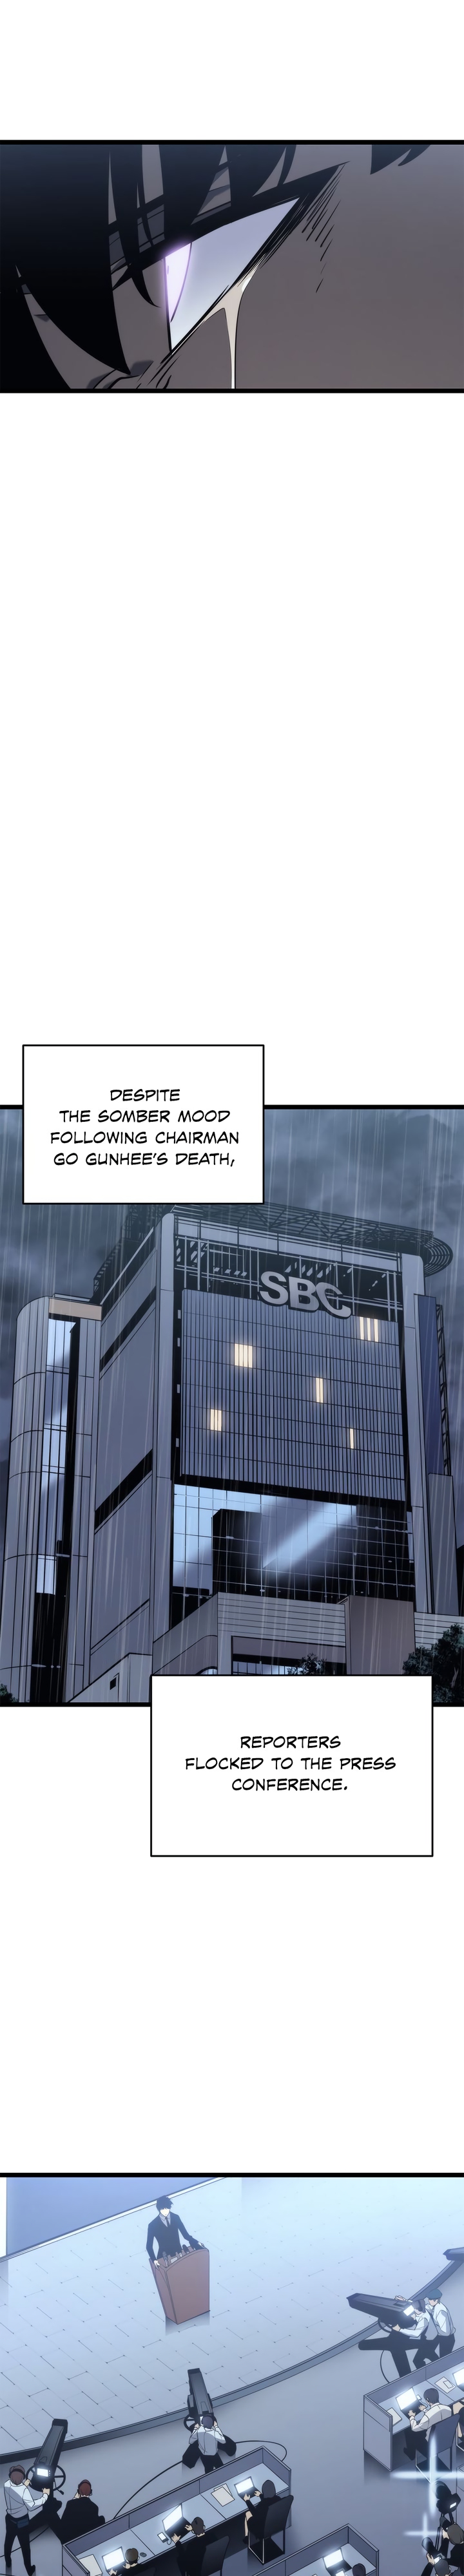 DESPITE
THE SOMBER MOOD
FOLLOWING CHAIRMAN
GO GUNHEE'S DEATH,
SBC
REPORTERS
FLOCKED TO THE PRESS
CONFERENCE.